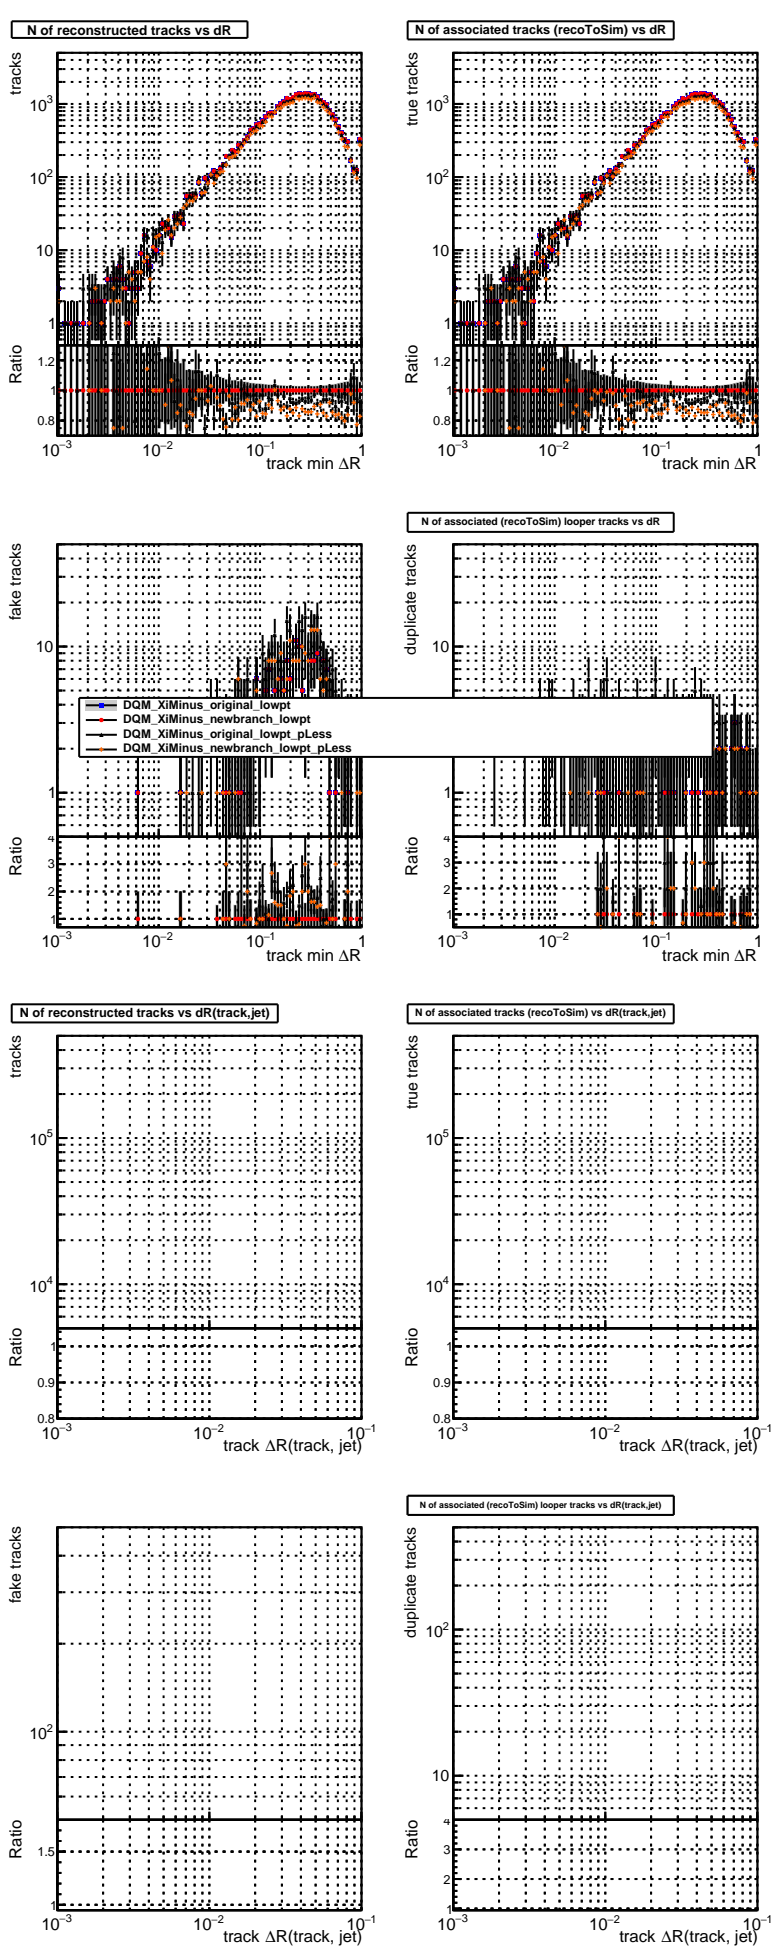 N of reconstructed tracks vs dR
tracks
10³
10²
10
1
Ratio
1.2
1
0.8
10⁻³ 10⁻² 10⁻¹ 1
track min ΔR
N of associated tracks (recoToSim) vs dR
true tracks
10³
10²
10
1
Ratio
1.2
1
0.8
10⁻³ 10⁻² 10⁻¹ 1
track min ΔR
fake tracks
10
1
Ratio
4
3
2
1
10⁻³ 10⁻² 10⁻¹ 1
track min ΔR
N of associated (recoToSim) looper tracks vs dR
duplicate tracks
10
1
Ratio
4
3
2
1
10⁻³ 10⁻² 10⁻¹ 1
track min ΔR
DQM_XiMinus_original_lowpt
DQM_XiMinus_newbranch_lowpt
DQM_XiMinus_original_lowpt_pLess
DQM_XiMinus_newbranch_lowpt_pLess
N of reconstructed tracks vs dR(track,jet)
tracks
10⁵
10⁴
Ratio
1
0.9
0.8
10⁻³ 10⁻² 10⁻¹
track ΔR(track, jet)
N of associated tracks (recoToSim) vs dR(track,jet)
true tracks
10⁵
10⁴
Ratio
1
0.9
0.8
10⁻³ 10⁻² 10⁻¹
track ΔR(track, jet)
fake tracks
10²
Ratio
1.5
1
10⁻³ 10⁻² 10⁻¹
track ΔR(track, jet)
N of associated (recoToSim) looper tracks vs dR(track,jet)
duplicate tracks
10²
10
Ratio
4
3
2
1
10⁻³ 10⁻² 10⁻¹
track ΔR(track, jet)